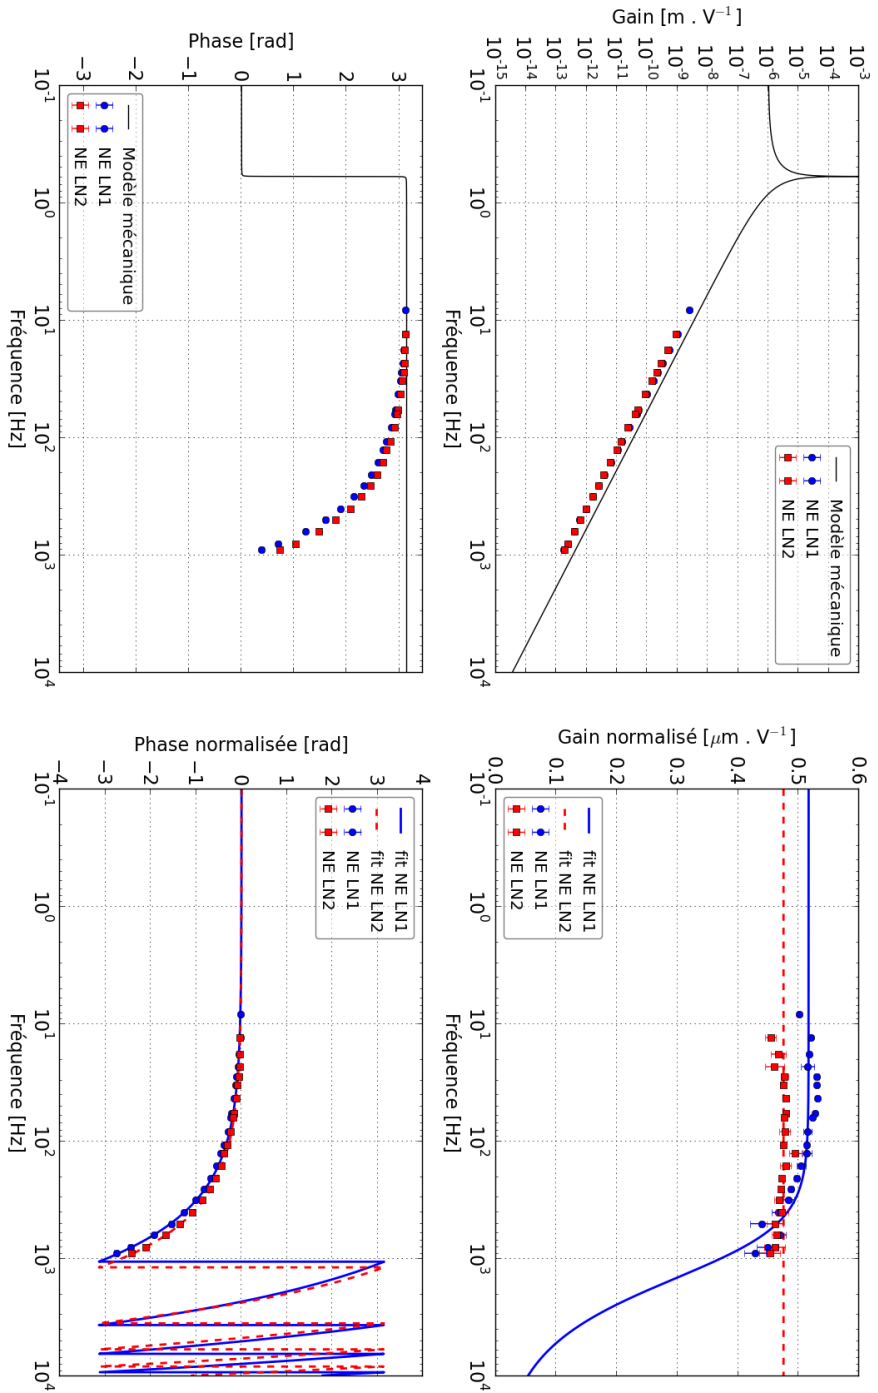 Gain [m . V⁻¹]
10⁻³
10⁻⁴
10⁻⁵
10⁻⁶
10⁻⁷
10⁻⁸
10⁻⁹
10⁻¹⁰
10⁻¹¹
10⁻¹²
10⁻¹³
10⁻¹⁴
10⁻¹⁵
Modèle mécanique
NE LN1
NE LN2
10⁻¹ 10⁰ 10¹ 10² 10³ 10⁴
Fréquence [Hz]
Gain normalisé [μm . V⁻¹]
0.6
0.5
0.4
0.3
0.2
0.1
0.0
fit NE LN1
fit NE LN2
NE LN1
NE LN2
10⁻¹ 10⁰ 10¹ 10² 10³ 10⁴
Fréquence [Hz]
Phase [rad]
3
2
1
0
−1
−2
−3
Modèle mécanique
NE LN1
NE LN2
10⁻¹ 10⁰ 10¹ 10² 10³ 10⁴
Fréquence [Hz]
Phase normalisée [rad]
4
3
2
1
0
−1
−2
−3
−4
fit NE LN1
fit NE LN2
NE LN1
NE LN2
10⁻¹ 10⁰ 10¹ 10² 10³ 10⁴
Fréquence [Hz]